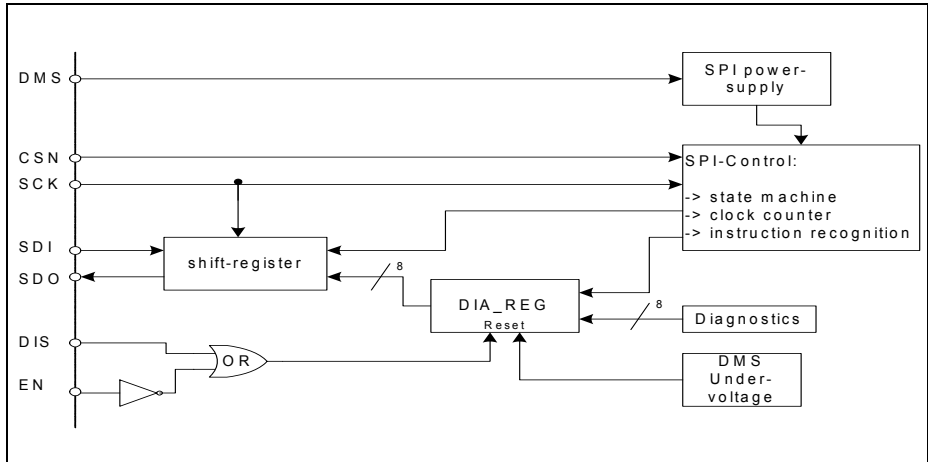 DMS
SPI power-
supply
CSN
SCK
SPI-Control:
-> state machine
-> clock counter
-> instruction recognition
SDI
SDO
shift-register
8
DIA_REG
Reset
8
Diagnostics
DIS
EN
OR
DMS
Under-
voltage